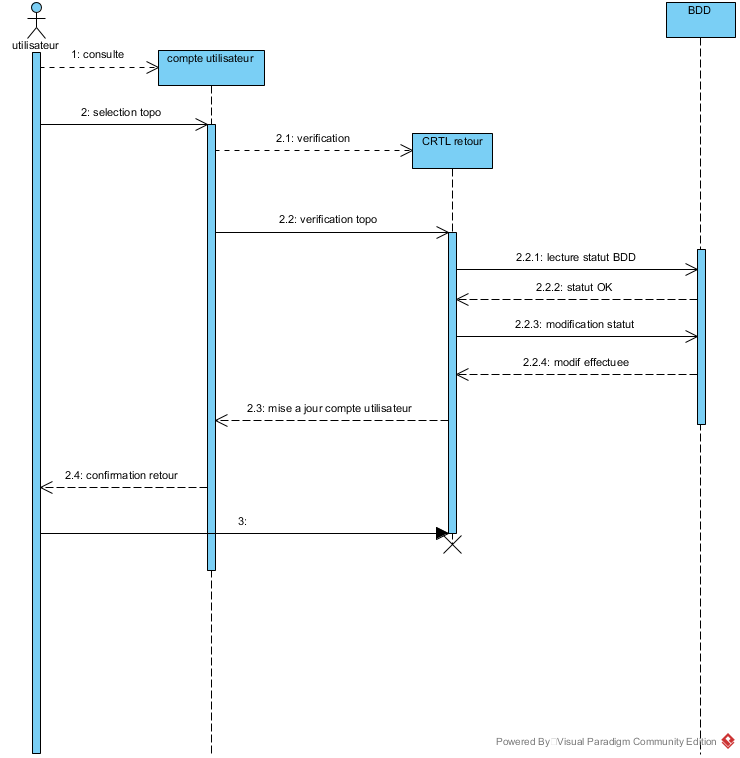 BDD
utilisateur
1: consulte
compte utilisateur
2: selection topo
2.1: verification
CRTL retour
2.2: verification topo
2.2.1: lecture statut BDD
2.2.2: statut OK
2.2.3: modification statut
2.2.4: modif effectuee
2.3: mise a jour compte utilisateur
2.4: confirmation retour
3:
Powered By Visual Paradigm Community Edition